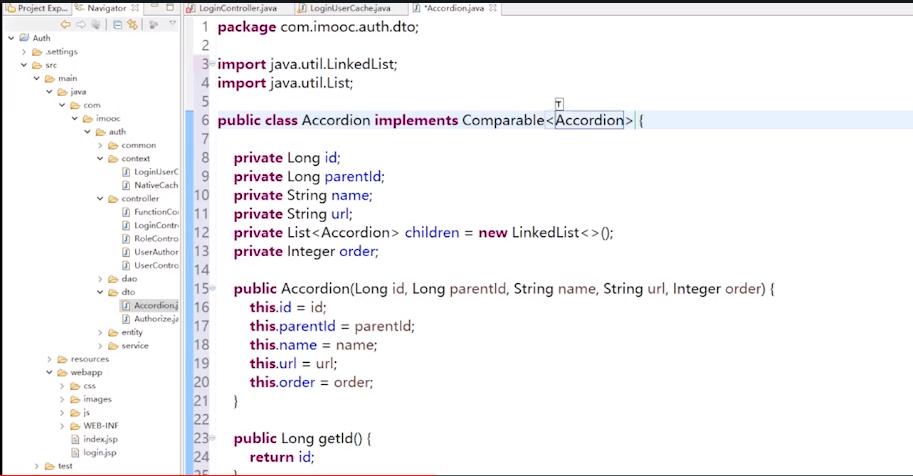 Project Exp...
Navigator
LoginController.java
LoginUserCache.java
*Accordion.java
Auth
.settings
src
main
java
com
imooc
auth
common
context
LoginUserC
NativeCach
controller
FunctionCo
LoginContr
RoleContro
UserAuthor
UserContro
dao
dto
Accordion.j
Authorize.ja
entity
service
resources
webapp
css
images
js
WEB-INF
index.jsp
login.jsp
test
1 package com.imooc.auth.dto;
2
3 import java.util.LinkedList;
4 import java.util.List;
5
T
6 public class Accordion implements Comparable<Accordion> {
7
8 private Long id;
9 private Long parentId;
10 private String name;
11 private String url;
12 private List<Accordion> children = new LinkedList<>();
13 private Integer order;
14
15 public Accordion(Long id, Long parentId, String name, String url, Integer order) {
16 this.id = id;
17 this.parentId = parentId;
18 this.name = name;
19 this.url = url;
20 this.order = order;
21 }
22
23 public Long getId() {
24 return id;